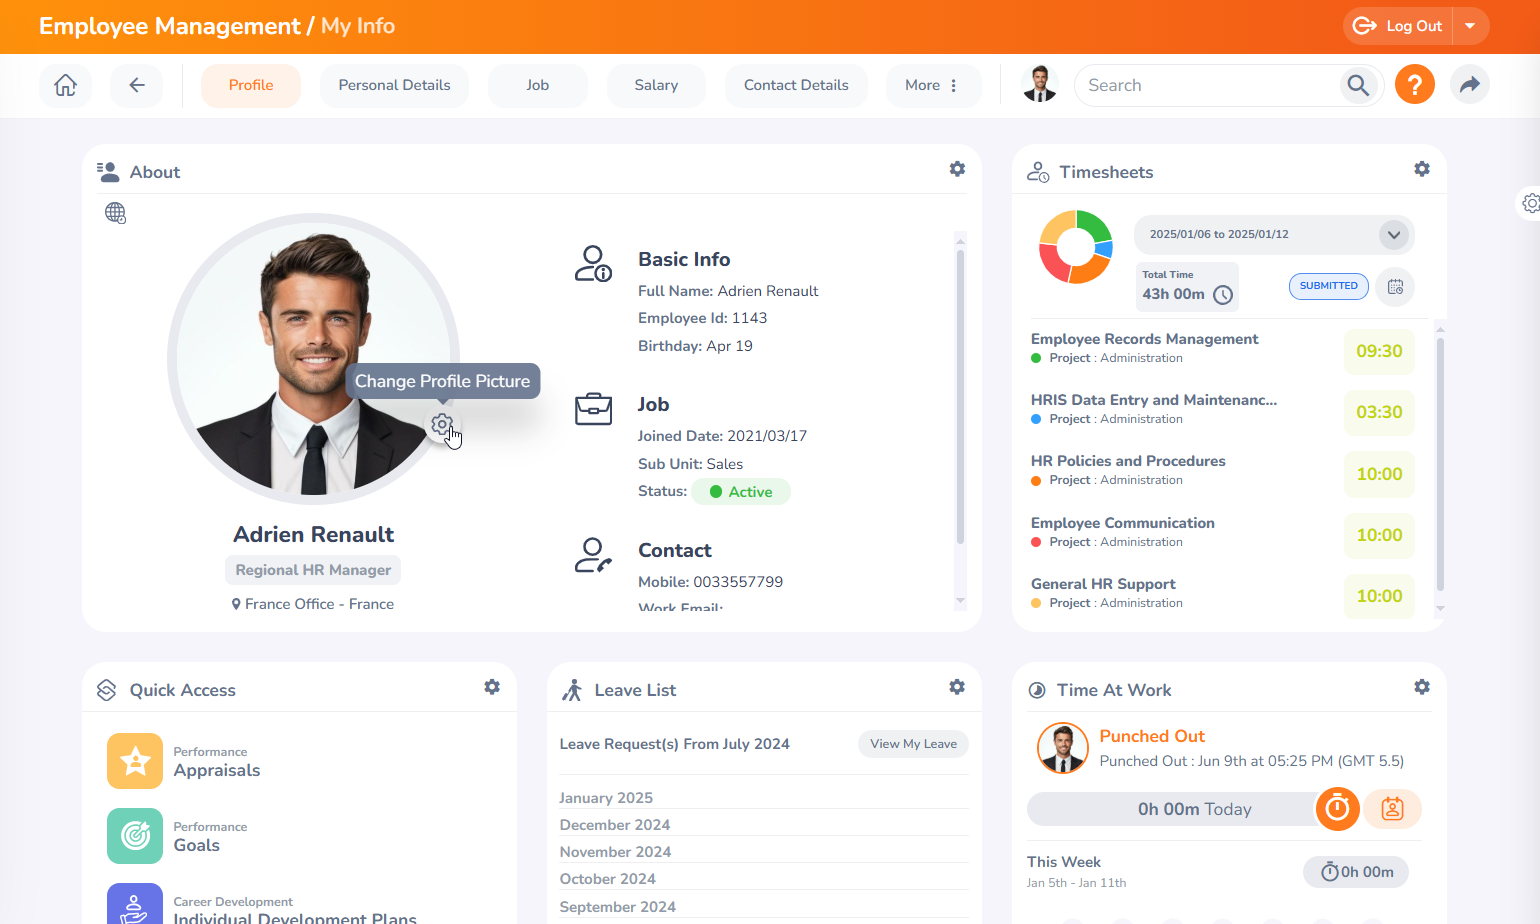 Employee Management / My Info
Log Out
Profile
Personal Details
Job
Salary
Contact Details
More
Search
?
About
Change Profile Picture
Adrien Renault
Regional HR Manager
France Office - France
Basic Info
Full Name: Adrien Renault
Employee Id: 1143
Birthday: Apr 19
Job
Joined Date: 2021/03/17
Sub Unit: Sales
Status: Active
Contact
Mobile: 0033557799
Work Email:
Timesheets
2025/01/06 to 2025/01/12
Total Time
43h 00m
SUBMITTED
Employee Records Management
Project : Administration
09:30
HRIS Data Entry and Maintenanc...
Project : Administration
03:30
HR Policies and Procedures
Project : Administration
10:00
Employee Communication
Project : Administration
10:00
General HR Support
Project : Administration
10:00
Quick Access
Performance
Appraisals
Performance
Goals
Career Development
Individual Development Plans
Leave List
Leave Request(s) From July 2024
View My Leave
January 2025
December 2024
November 2024
October 2024
September 2024
Time At Work
Punched Out
Punched Out : Jun 9th at 05:25 PM (GMT 5.5)
0h 00m Today
This Week
Jan 5th - Jan 11th
0h 00m